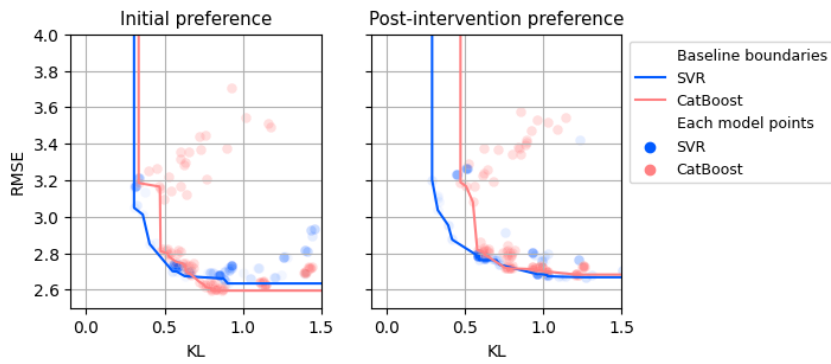 Initial preference
Post-intervention preference
4.0
3.8
3.6
3.4
3.2
3.0
2.8
2.6
RMSE
0.0
0.5
1.0
1.5
KL
0.0
0.5
1.0
1.5
KL
Baseline boundaries
SVR
CatBoost
Each model points
SVR
CatBoost